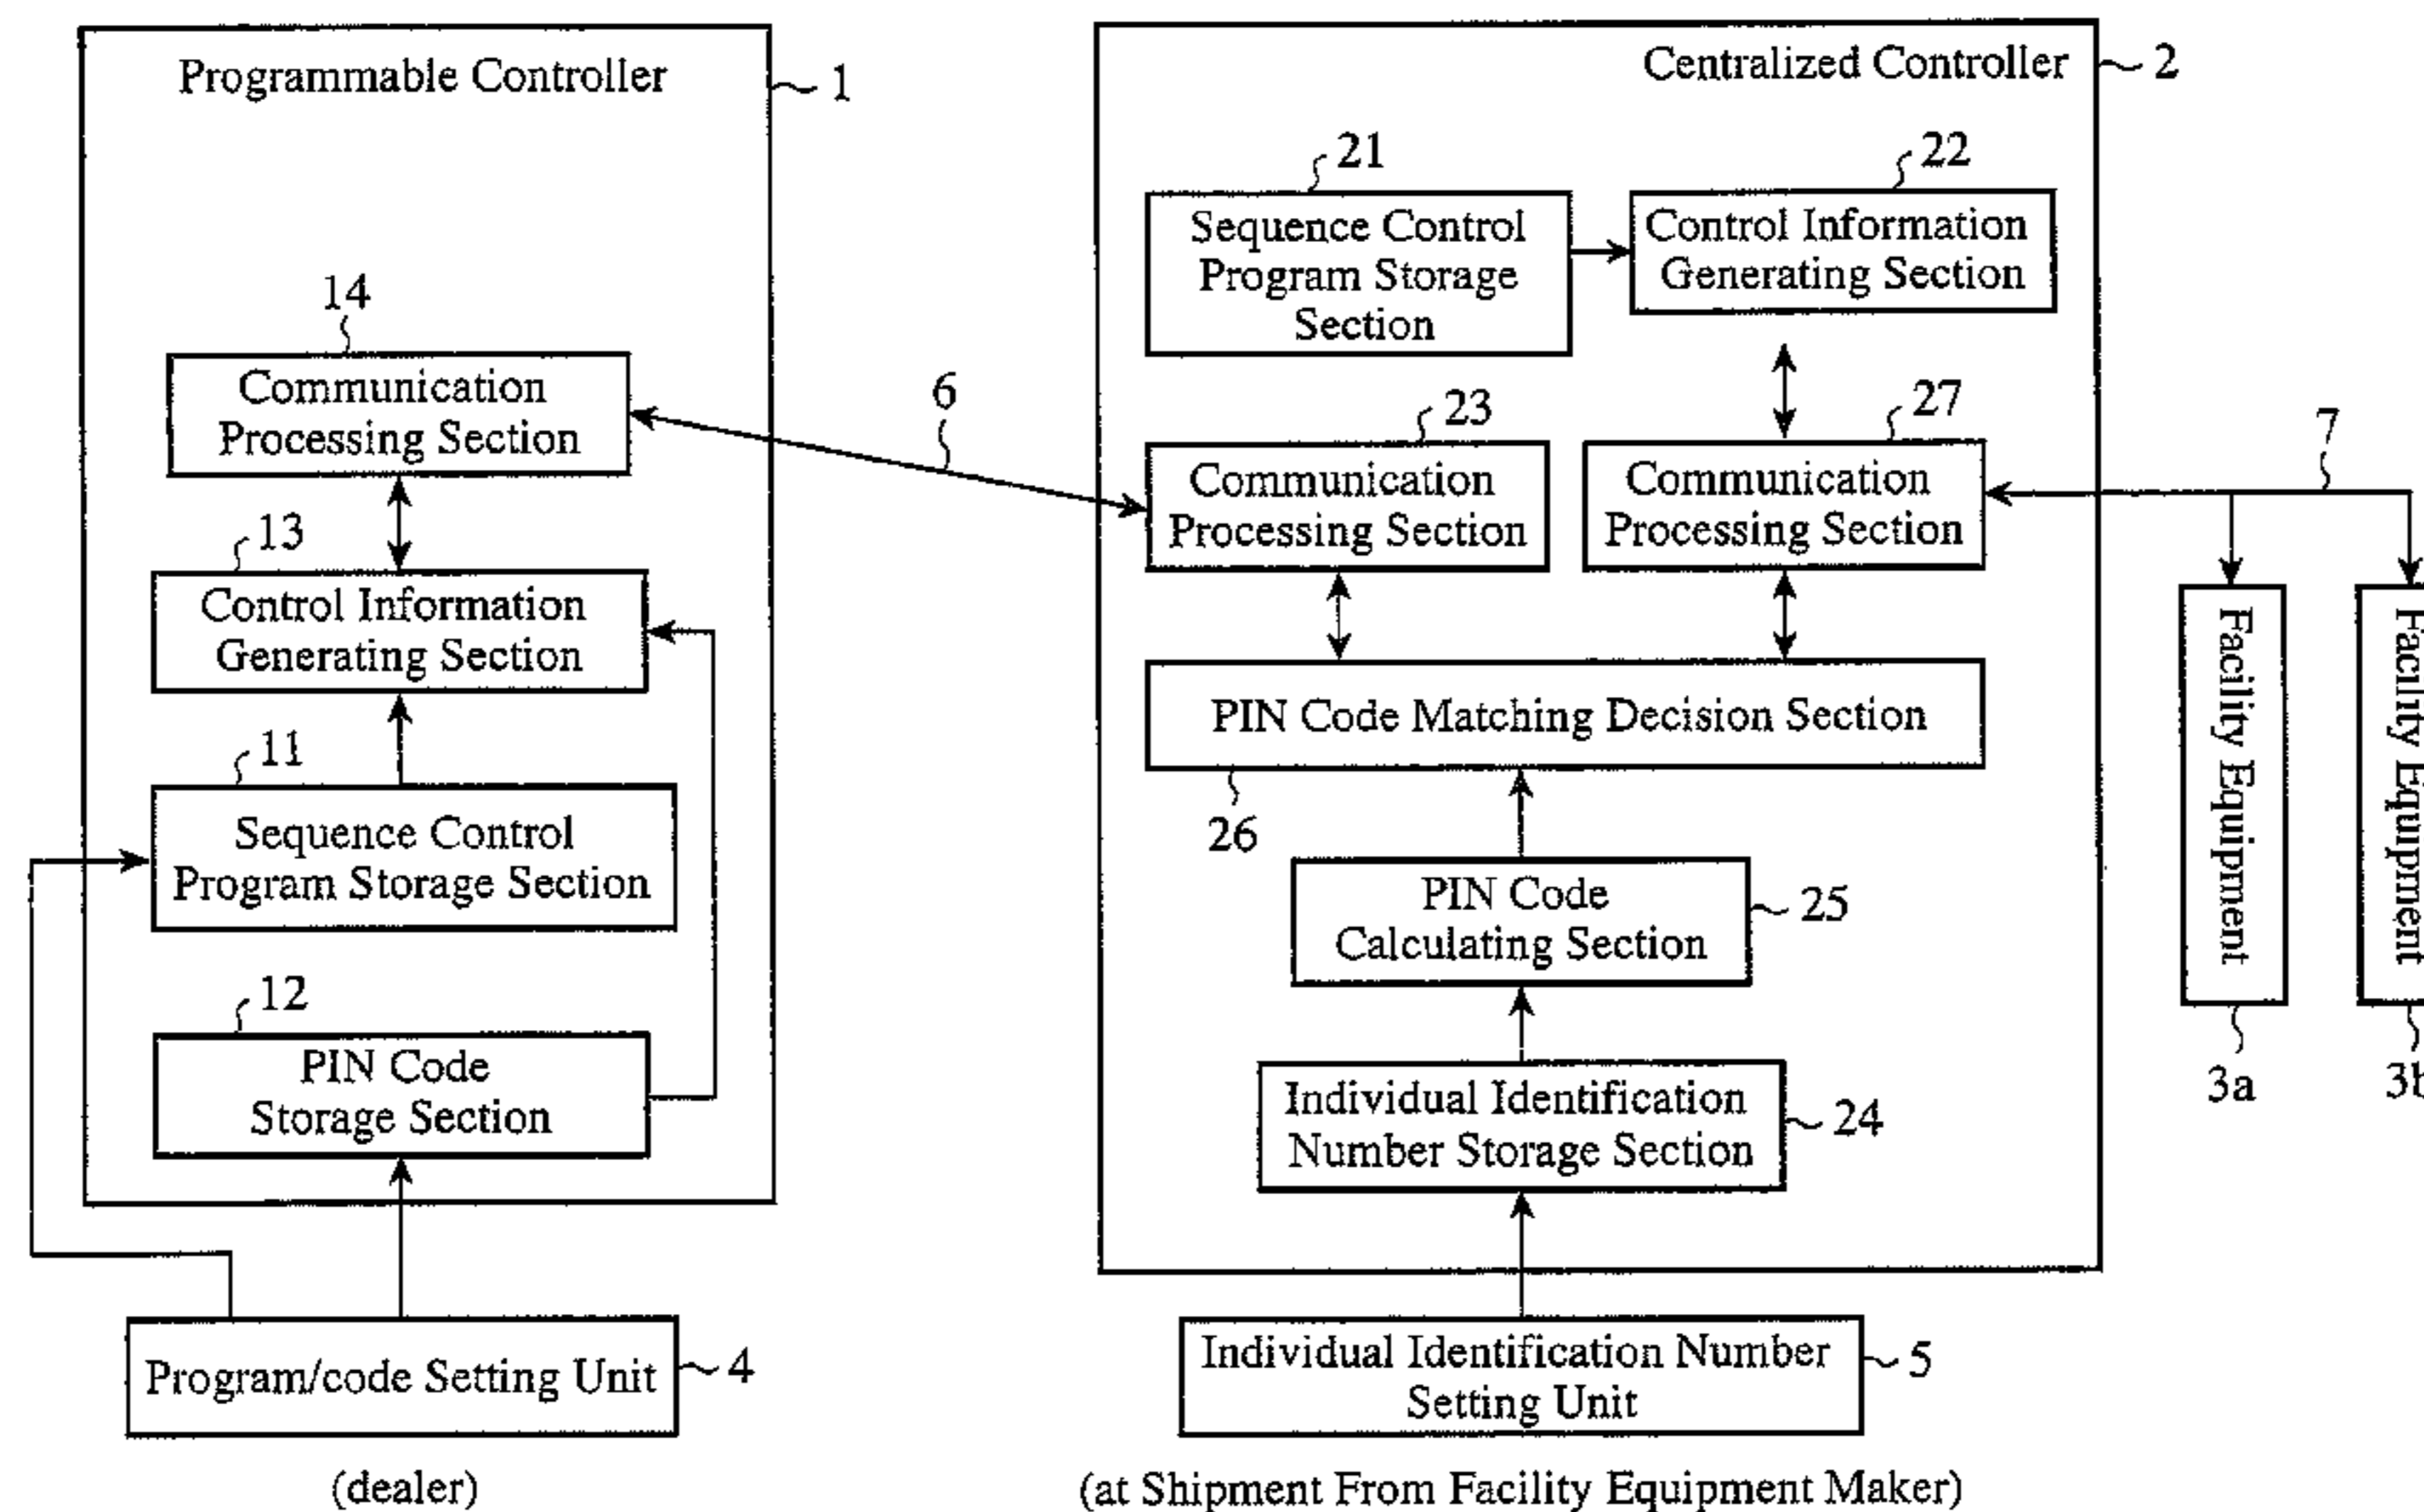 Programmable Controller
1
14
Communication
Processing Section
13
Control Information
Generating Section
11
Sequence Control
Program Storage Section
12
PIN Code
Storage Section
Program/code Setting Unit
4
(dealer)
6
Centralized Controller
2
21
Sequence Control
Program Storage
Section
22
Control Information
Generating Section
23
Communication
Processing Section
27
Communication
Processing Section
PIN Code Matching Decision Section
26
PIN Code
Calculating Section
25
Individual Identification
Number Storage Section
24
Individual Identification Number
Setting Unit
5
(at Shipment From Facility Equipment Maker)
7
Facility Equipment
3a
Facility Equipment
3b